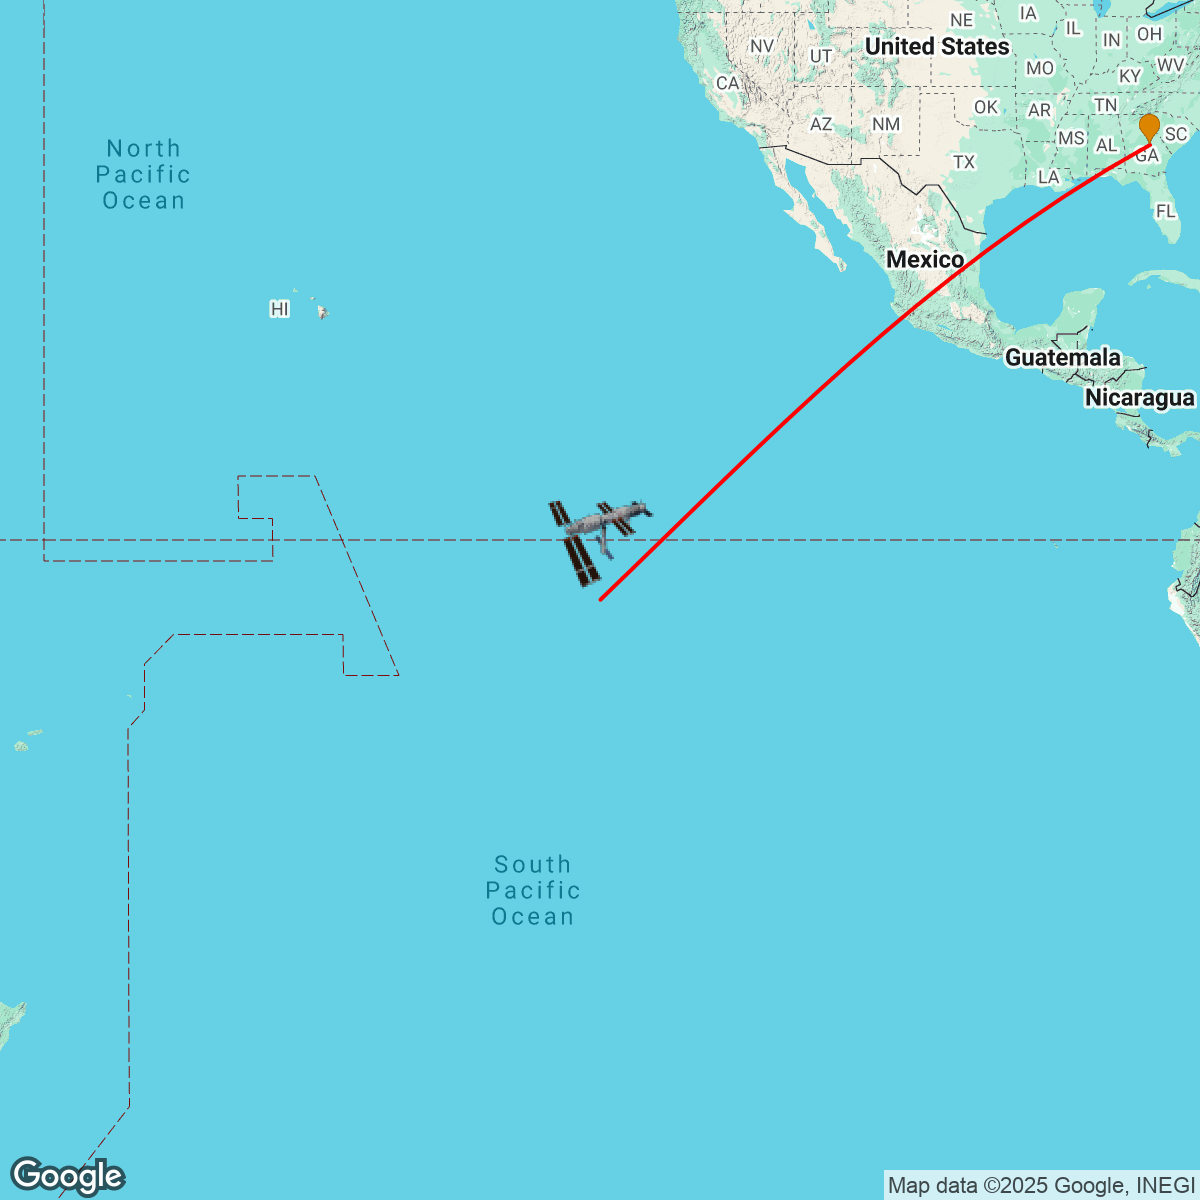 NE
IA
IL
IN
OH
NV
UT
United States
MO
KY
WV
CA
OK
AR
TN
AZ
NM
MS
AL
GA
SC
TX
LA
FL
North
Pacific
Ocean
Mexico
HI
Guatemala
Nicaragua
South
Pacific
Ocean
Google
Map data ©2025 Google, INEGI